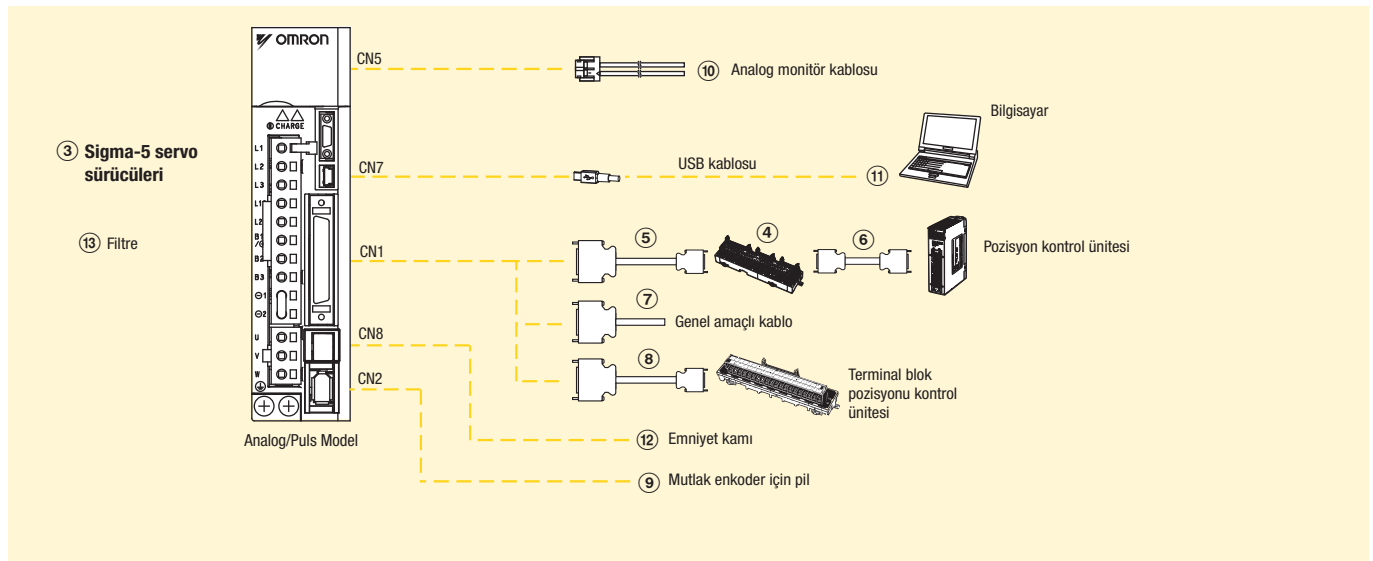 OMRON
CN5
⑩ Analog monitör kablosu
CHARGE
Bilgisayar
③ Sigma-5 servo
sürücüleri
L1
L2
L3
L1
L2
B1
/⊕
B2
B3
⊖1
⊖2
U
V
W
CN7
USB kablosu
⑪
⑬ Filtre
CN1
⑤
④
⑥
Pozisyon kontrol ünitesi
⑦
Genel amaçlı kablo
CN8
⑧
CN2
Terminal blok
pozisyonu kontrol
ünitesi
Analog/Puls Model
⑫ Emniyet kamı
⑨ Mutlak enkoder için pil